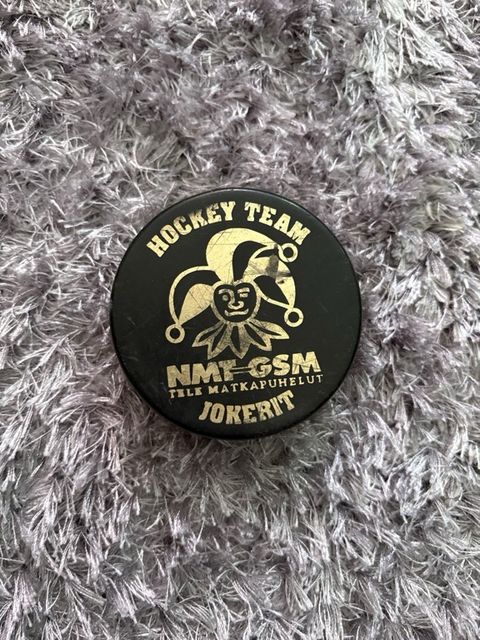 HOCKEY TEAM
NMT-GSM
TELE MATKAPUHELUT
JOKERIT